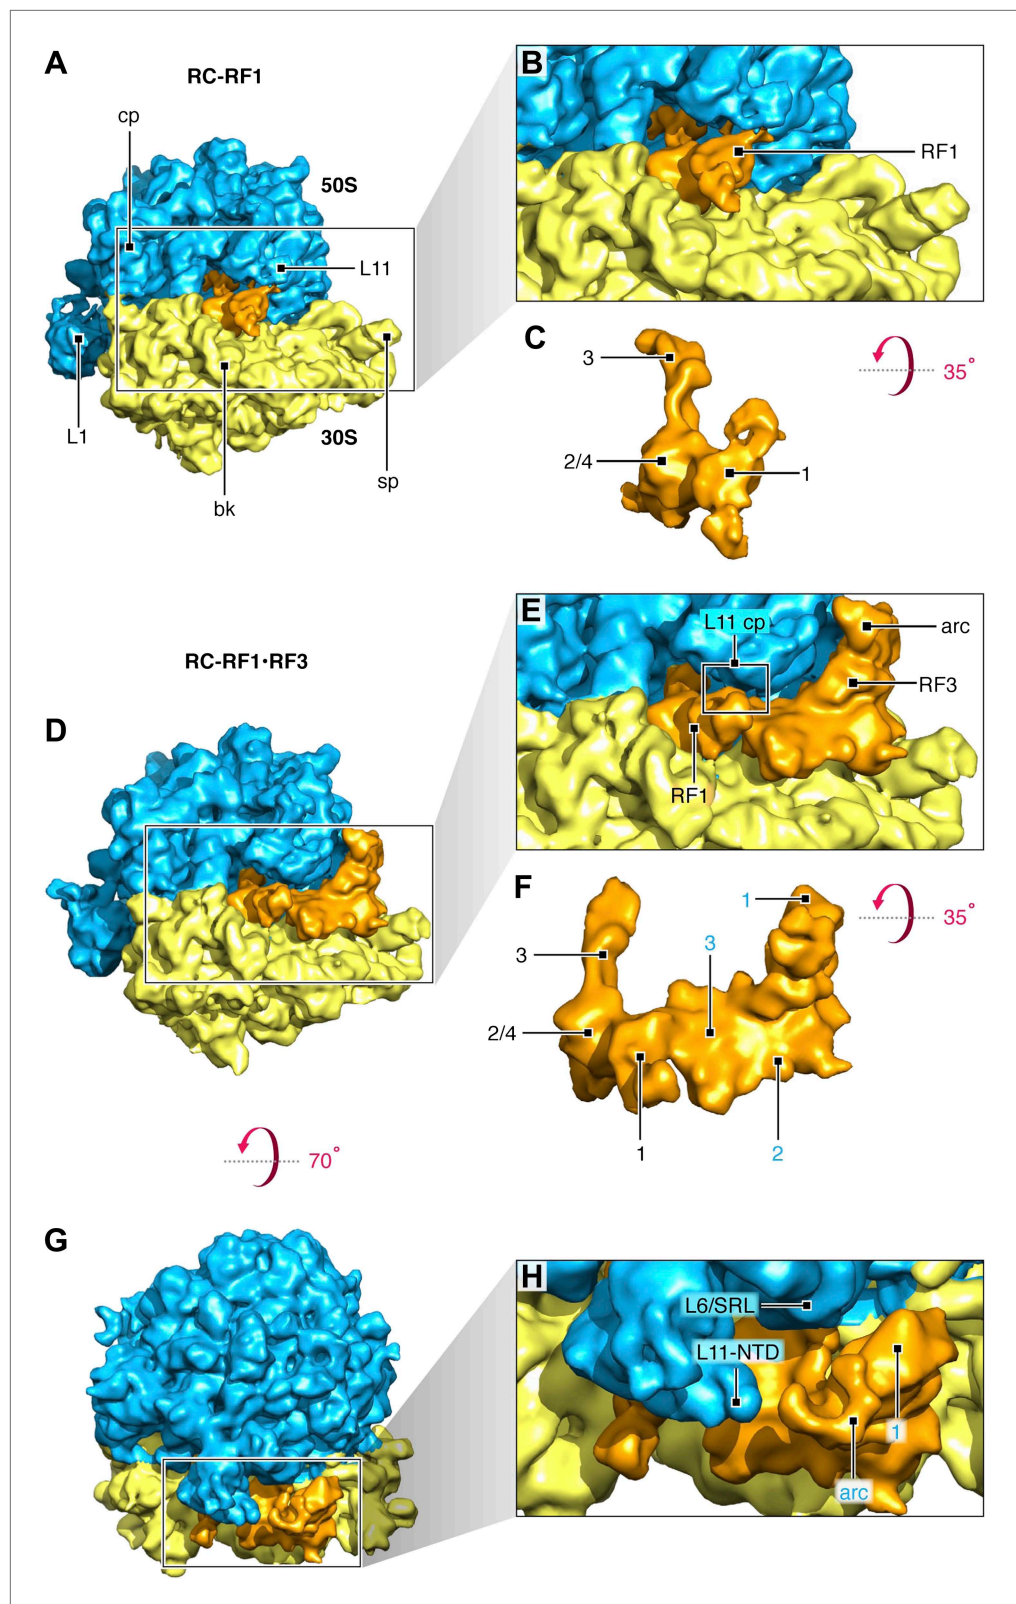 A
RC-RF1
cp
50S
L11
L1
30S
bk
sp
B
RF1
C
3
2/4
1
35°
RC-RF1•RF3
D
E
L11 cp
arc
RF3
RF1
F
1
3
3
2/4
1
2
35°
70°
G
H
L6/SRL
L11-NTD
1
arc